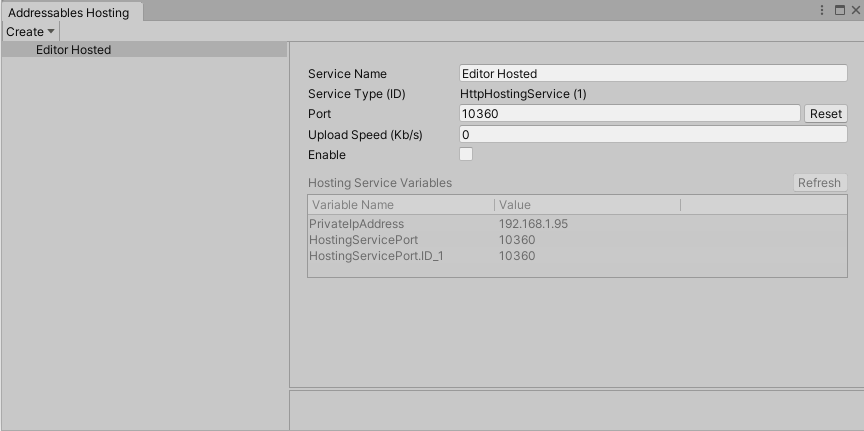 Addressables Hosting
Create
Editor Hosted
Service Name Editor Hosted
Service Type (ID) HttpHostingService (1)
Port 10360 Reset
Upload Speed (Kb/s) 0
Enable
Hosting Service Variables Refresh
Variable Name Value
PrivateIpAddress 192.168.1.95
HostingServicePort 10360
HostingServicePort.ID_1 10360